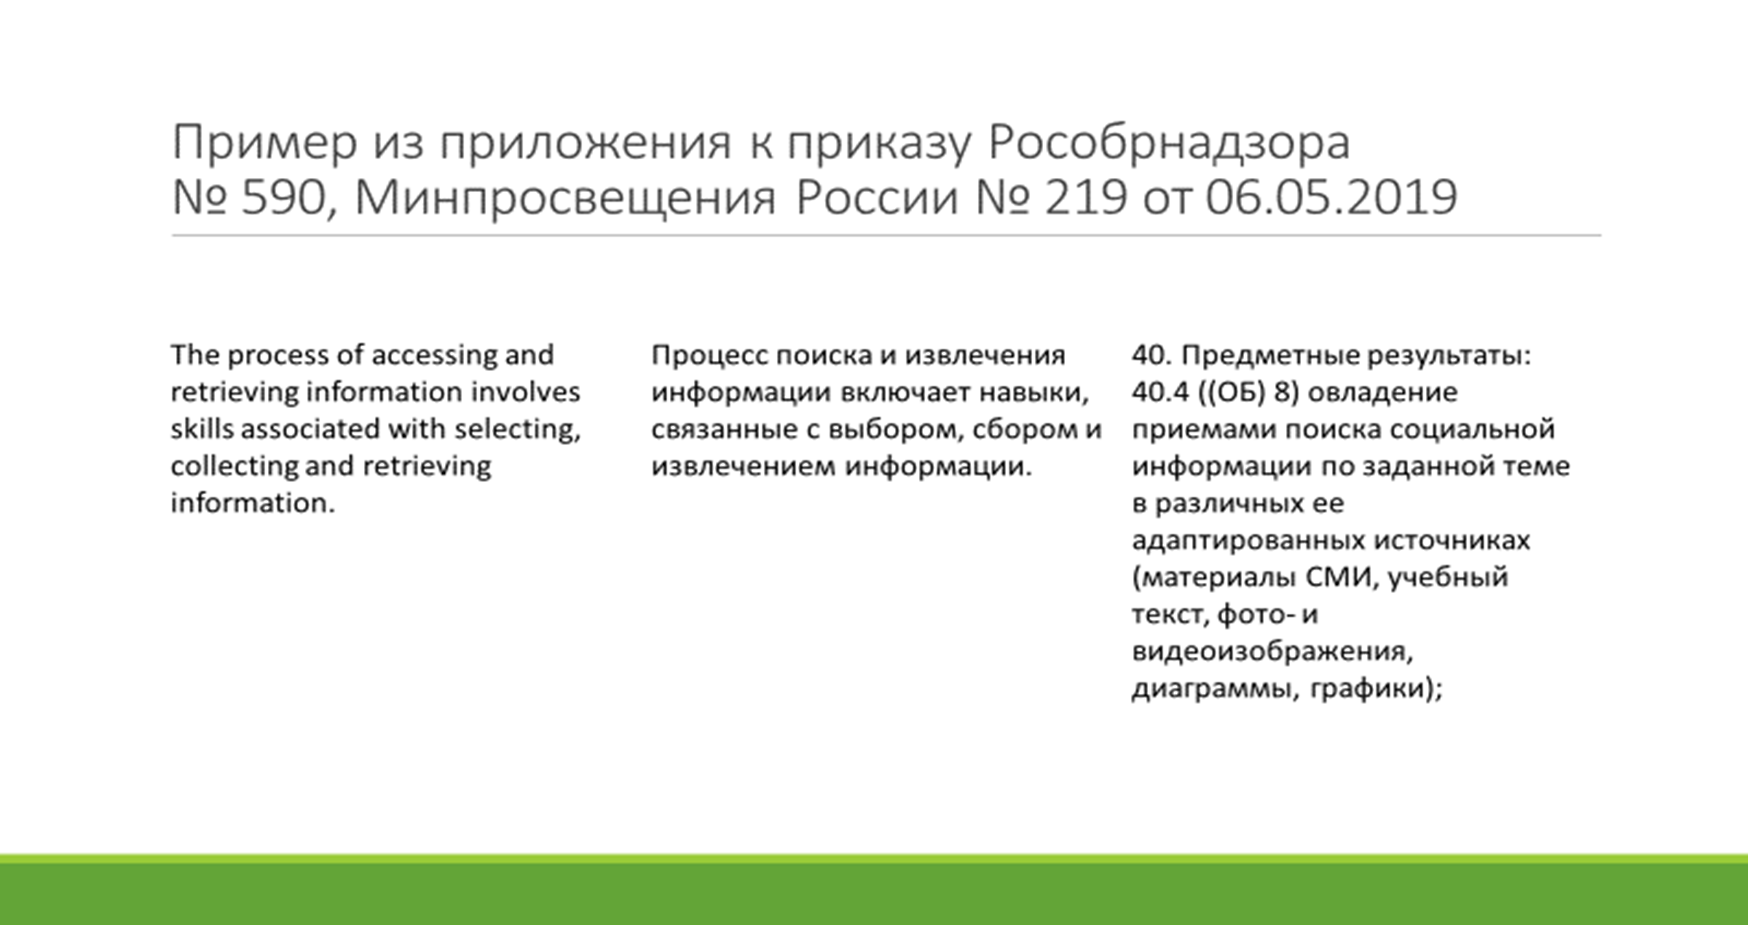 Пример из приложения к приказу Рособрнадзора
№ 590, Минпросвещения России № 219 от 06.05.2019
The process of accessing and
retrieving information involves
skills associated with selecting,
collecting and retrieving
information.
Процесс поиска и извлечения
информации включает навыки,
связанные с выбором, сбором и
извлечением информации.
40. Предметные результаты:
40.4 ((ОБ) 8) овладение
приемами поиска социальной
информации по заданной теме
в различных ее
адаптированных источниках
(материалы СМИ, учебный
текст, фото- и
видеоизображения,
диаграммы, графики);